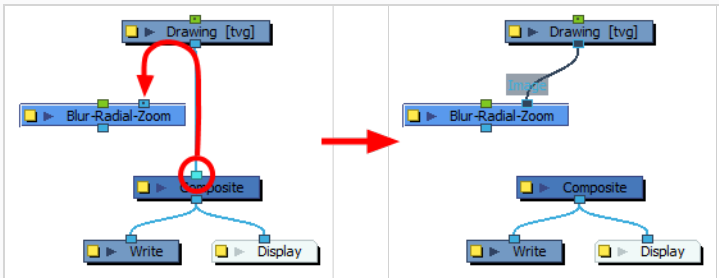 Drawing [tvg]
Blur-Radial-Zoom
Composite
Write
Display
Drawing [tvg]
Image
Blur-Radial-Zoom
Composite
Write
Display